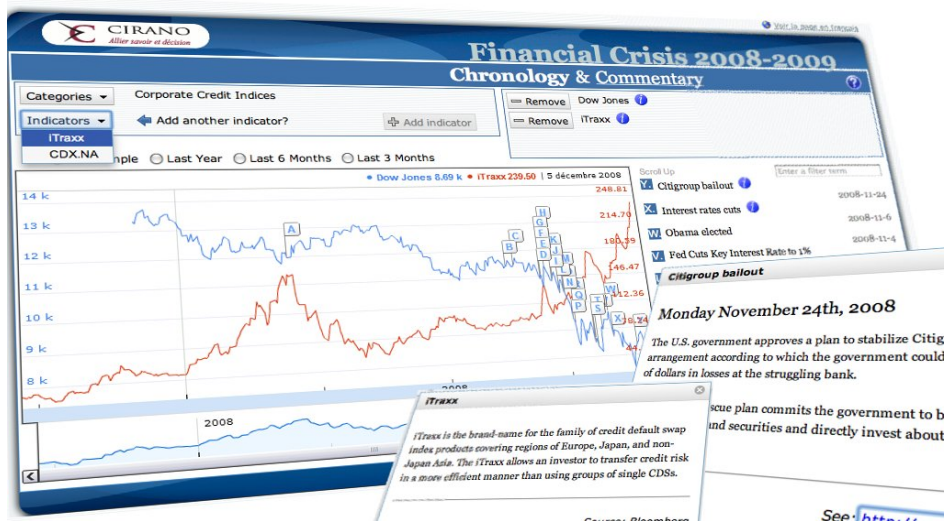 Voir la page en français
CIRANO
Allier savoir et décision
Financial Crisis 2008-2009
Chronology & Commentary
Categories
Corporate Credit Indices
Remove
Dow Jones
Indicators
Add another indicator?
Add indicator
Remove
iTraxx
iTraxx
CDX.NA
mple
Last Year
Last 6 Months
Last 3 Months
Dow Jones 8.69 k
iTraxx 239.50 | 5 décembre 2008
Scroll Up
Enter a filter term
Y. Citigroup bailout
2008-11-24
X. Interest rates cuts
2008-11-6
W. Obama elected
2008-11-4
V. Fed Cuts Key Interest Rate to 1%
14 k
13 k
12 k
11 k
10 k
9 k
8 k
248.81
214.70
180.59
146.47
112.36
78.24
44.
A
B
C
H
G
F
E
D
K
J
I
M
L
N
Q
P
W
S
X
2008
2008
Citigroup bailout
Monday November 24th, 2008
The U.S. government approves a plan to stabilize Citig
arrangement according to which the government could
of dollars in losses at the struggling bank.
scue plan commits the government to b
nd securities and directly invest about
See: http://
iTraxx
iTraxx is the brand-name for the family of credit default swap
index products covering regions of Europe, Japan, and non-
Japan Asia. The iTraxx allows an investor to transfer credit risk
in a more efficient manner than using groups of single CDSs.
Source: Bloomberg